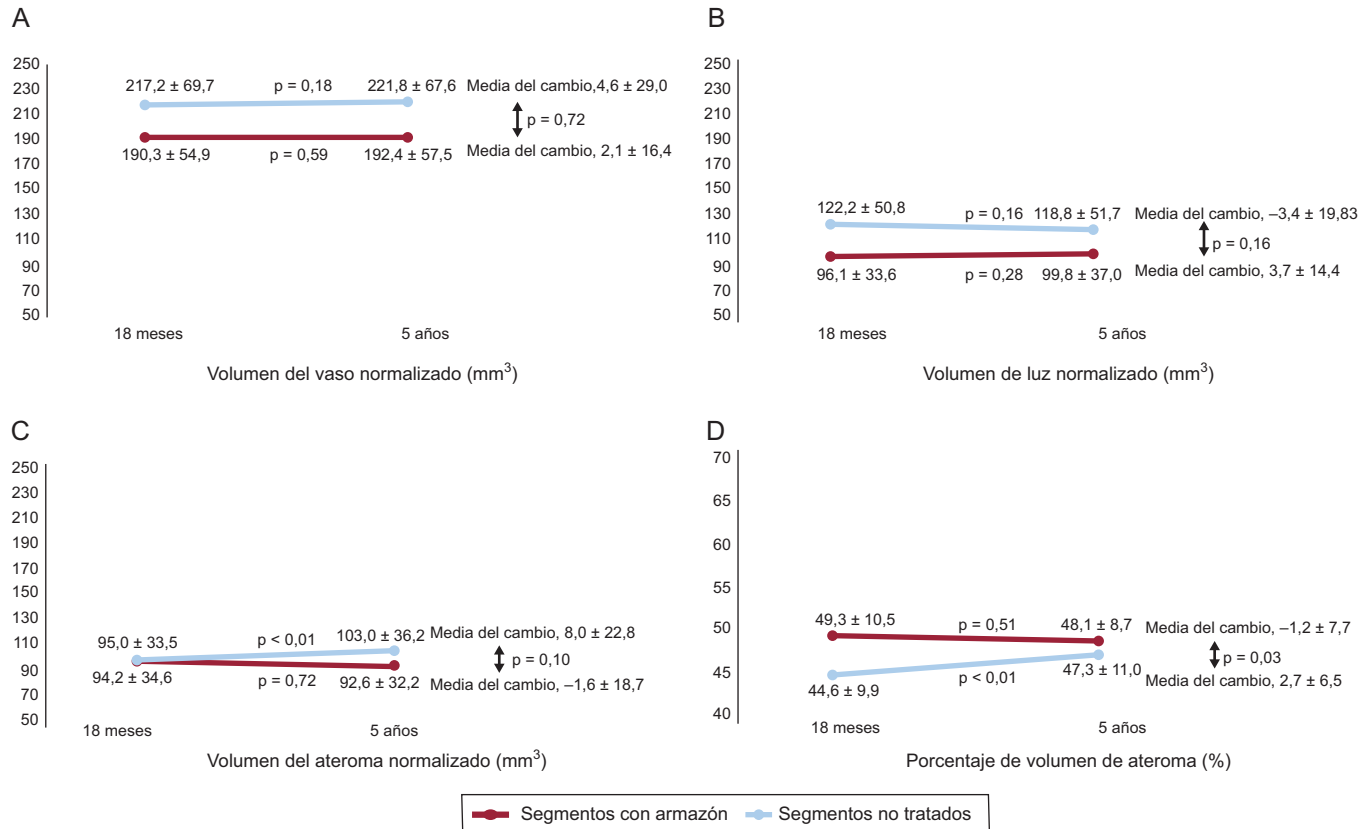 A
250
230
210
190
170
150
130
110
90
70
50
217,2 ± 69,7
p = 0,18
221,8 ± 67,6
Media del cambio,4,6 ± 29,0
p = 0,72
190,3 ± 54,9
p = 0,59
192,4 ± 57,5
Media del cambio, 2,1 ± 16,4
18 meses
5 años
Volumen del vaso normalizado (mm³)
B
250
230
210
190
170
150
130
110
90
70
50
122,2 ± 50,8
p = 0,16
118,8 ± 51,7
Media del cambio, –3,4 ± 19,83
p = 0,16
96,1 ± 33,6
p = 0,28
99,8 ± 37,0
Media del cambio, 3,7 ± 14,4
18 meses
5 años
Volumen de luz normalizado (mm³)
C
250
230
210
190
170
150
130
110
90
70
50
95,0 ± 33,5
p < 0,01
103,0 ± 36,2
Media del cambio, 8,0 ± 22,8
p = 0,10
94,2 ± 34,6
p = 0,72
92,6 ± 32,2
Media del cambio, –1,6 ± 18,7
18 meses
5 años
Volumen del ateroma normalizado (mm³)
D
70
65
60
55
50
45
40
49,3 ± 10,5
p = 0,51
48,1 ± 8,7
Media del cambio, –1,2 ± 7,7
p = 0,03
44,6 ± 9,9
p < 0,01
47,3 ± 11,0
Media del cambio, 2,7 ± 6,5
18 meses
5 años
Porcentaje de volumen de ateroma (%)
Segmentos con armazón
Segmentos no tratados